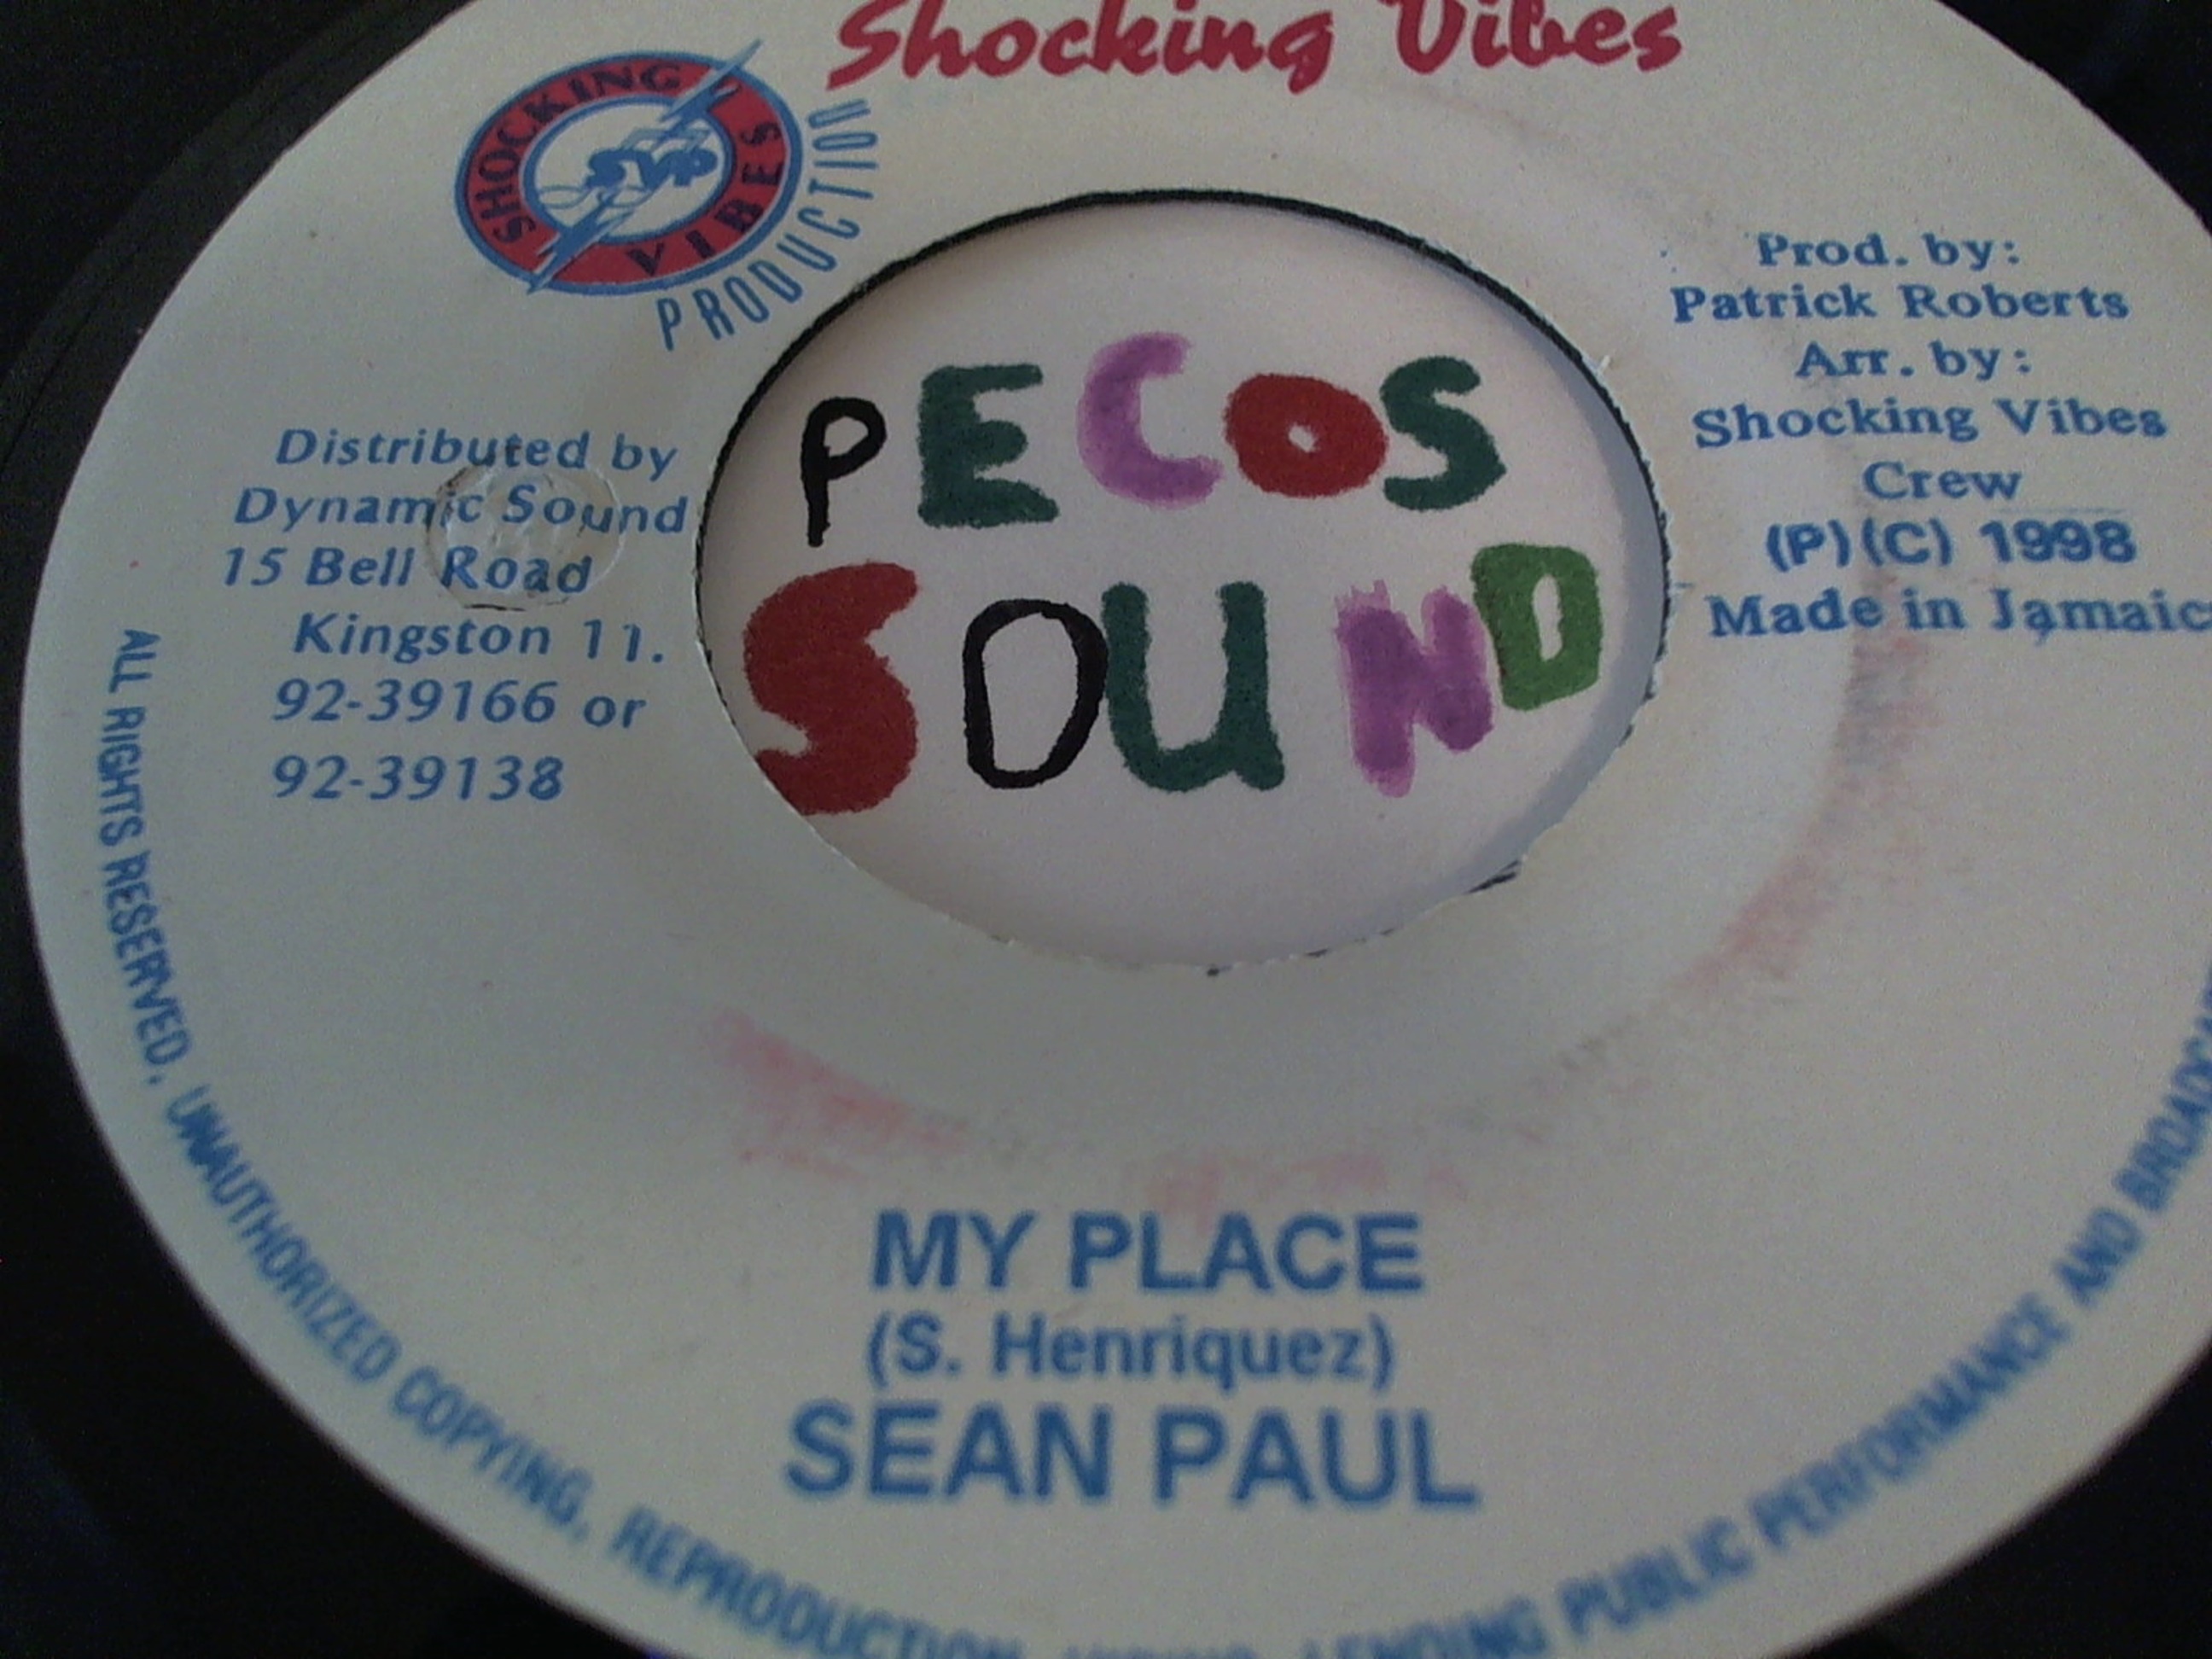 Shocking Vibes
SHOCKING VIBES
SVP
PRODUCTION
Prod. by:
Patrick Roberts
Arr. by:
Shocking Vibes
Crew
(P)(C) 1998
Made in Jamaic
Distributed by
Dynamic Sound
15 Bell Road
Kingston 11.
92-39166 or
92-39138
PECOS
SOUND
MY PLACE
(S. Henriquez)
SEAN PAUL
ALL RIGHTS RESERVED. UNAUTHORIZED COPYING, REPRODUCTION, LENDING PUBLIC PERFORMANCE AND BROADCA